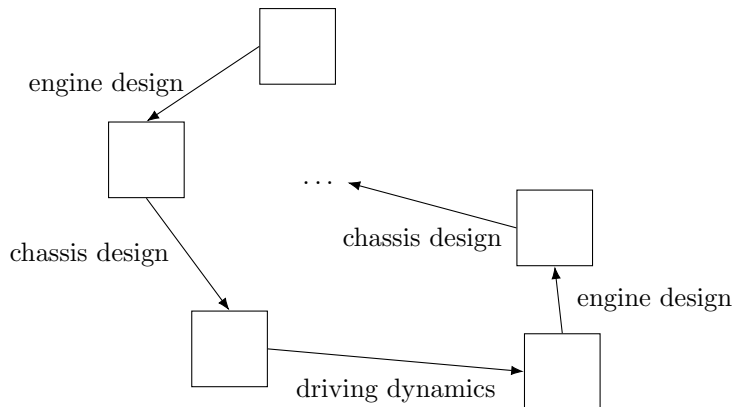 engine design
chassis design
driving dynamics
engine design
chassis design
...